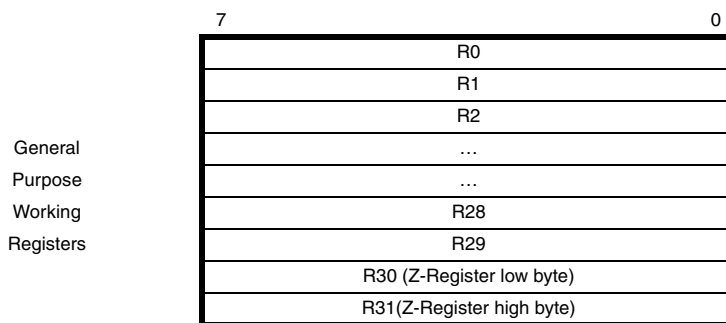 7 0
R0
R1
R2
General …
Purpose …
Working R28
Registers R29
R30 (Z-Register low byte)
R31(Z-Register high byte)